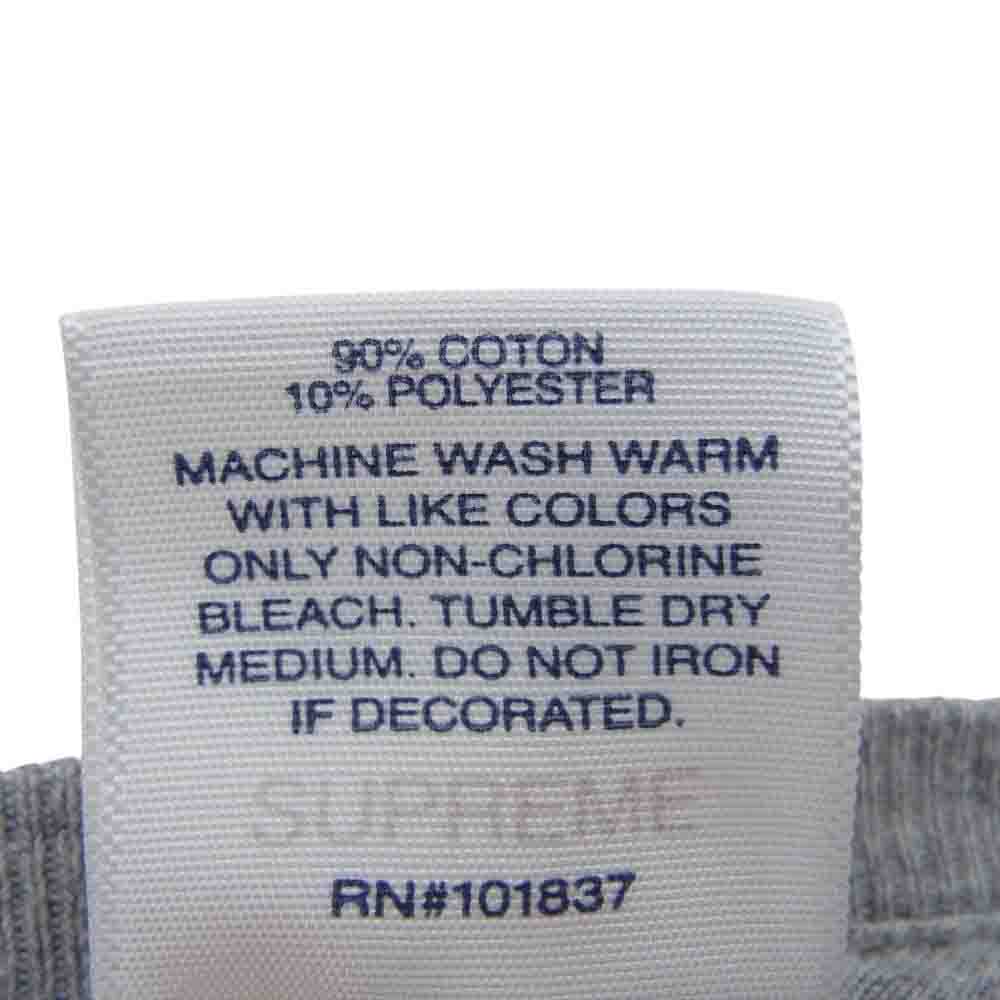 90% COTON
10% POLYESTER
MACHINE WASH WARM
WITH LIKE COLORS
ONLY NON-CHLORINE
BLEACH. TUMBLE DRY
MEDIUM. DO NOT IRON
IF DECORATED.
SUPREME
RN#101837